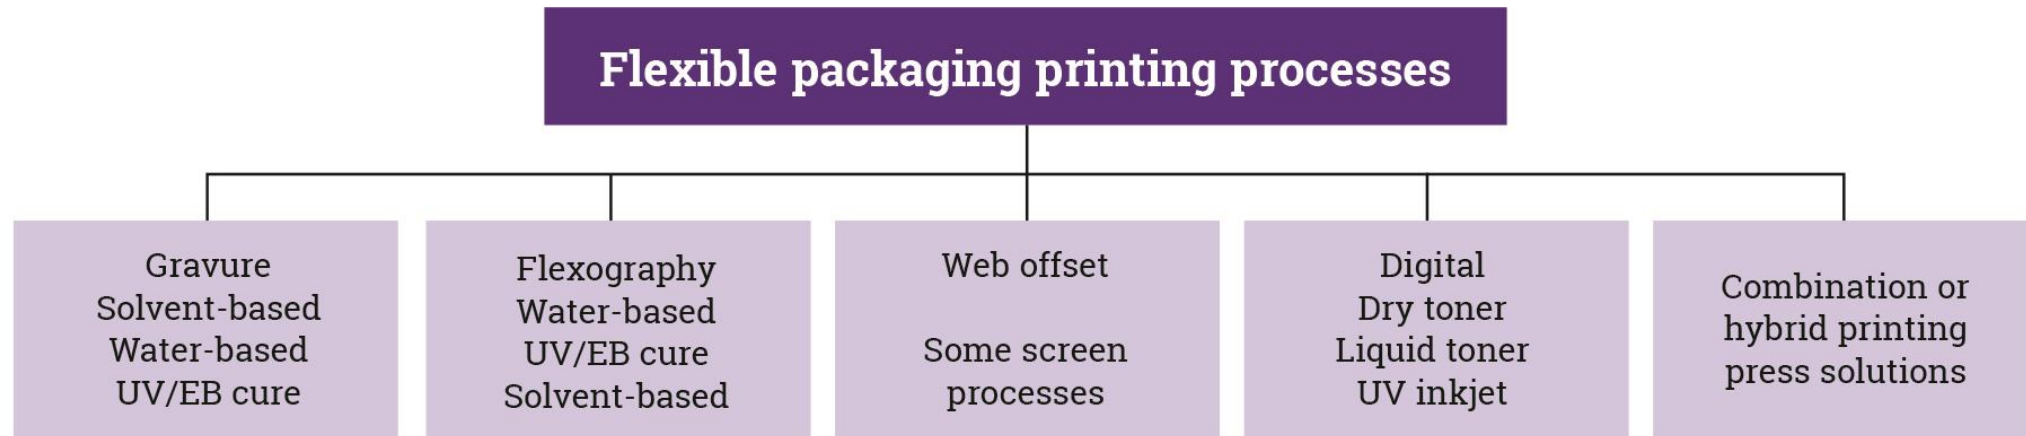 Flexible packaging printing processes
Gravure
Solvent-based
Water-based
UV/EB cure
Flexography
Water-based
UV/EB cure
Solvent-based
Web offset
Some screen
processes
Digital
Dry toner
Liquid toner
UV inkjet
Combination or
hybrid printing
press solutions